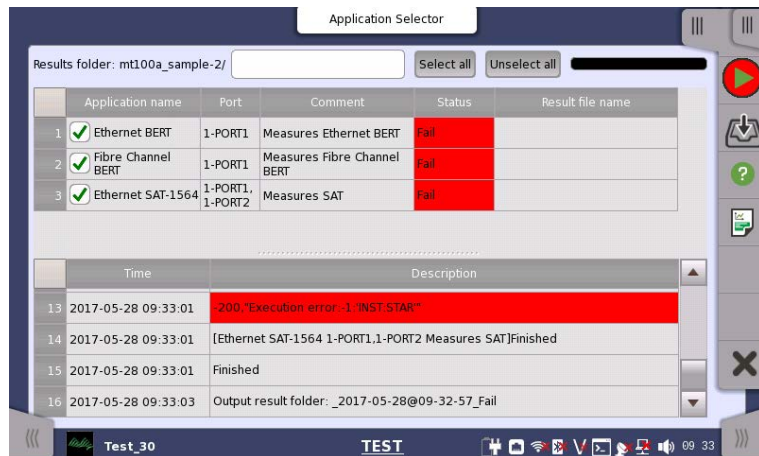 Application Selector
Results folder: mt100a_sample-2/
Select all
Unselect all
Application name Port Comment Status Result file name
1 Ethernet BERT 1-PORT1 Measures Ethernet BERT Fail
2 Fibre Channel BERT 1-PORT1 Measures Fibre Channel BERT Fail
3 Ethernet SAT-1564 1-PORT1, 1-PORT2 Measures SAT Fail
Time Description
13 2017-05-28 09:33:01 -200,"Execution error:-1:'INST:STAR'"
14 2017-05-28 09:33:01 [Ethernet SAT-1564 1-PORT1,1-PORT2 Measures SAT]Finished
15 2017-05-28 09:33:01 Finished
16 2017-05-28 09:33:03 Output result folder: _2017-05-28@09-32-57_Fail
Test_30 TEST 09 33